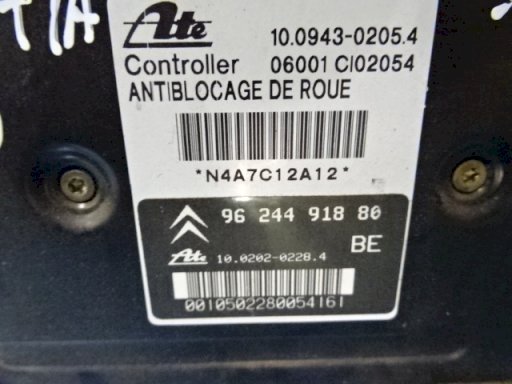 Ate 10.0943-0205.4
Controller 06001 CI02054
ANTIBLOCAGE DE ROUE
*N4A7C12A12*
96 244 918 80
BE
Ate 10.0202-0228.4
0010502280054161